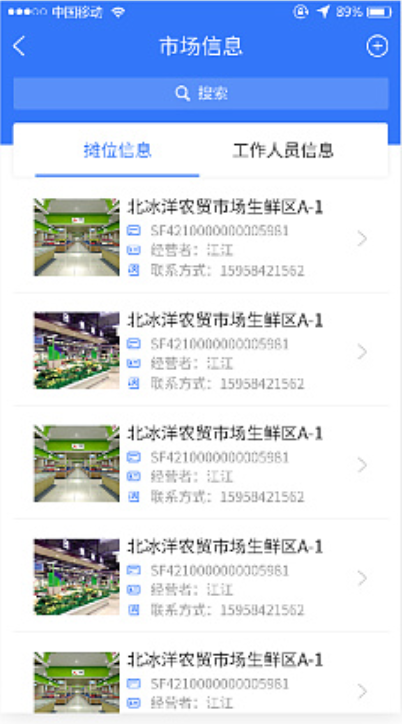 中国移动 89%
市场信息
搜索
摊位信息 工作人员信息
北冰洋农贸市场生鲜区A-1
SF4210000000005981
经营者：江江
联系方式：15958421562
北冰洋农贸市场生鲜区A-1
SF4210000000005981
经营者：江江
联系方式：15958421562
北冰洋农贸市场生鲜区A-1
SF4210000000005981
经营者：江江
联系方式：15958421562
北冰洋农贸市场生鲜区A-1
SF4210000000005981
经营者：江江
联系方式：15958421562
北冰洋农贸市场生鲜区A-1
SF4210000000005981
经营者：江江